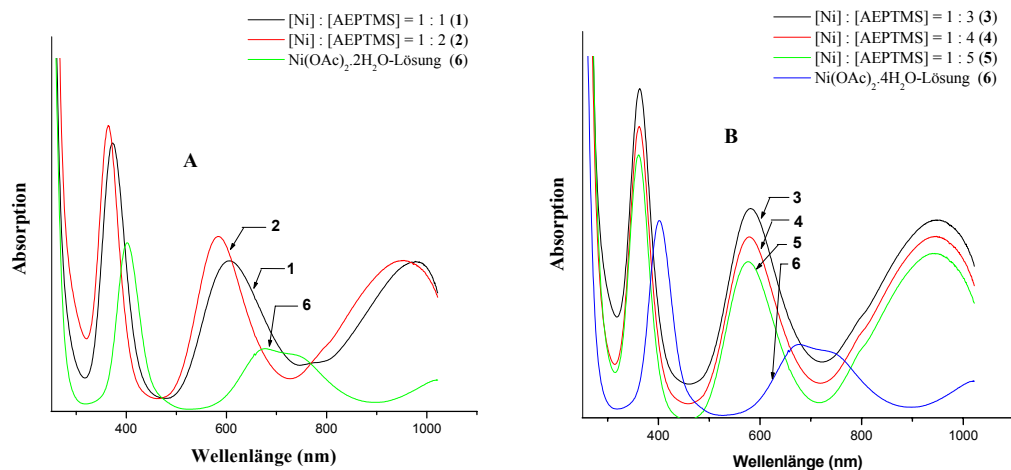 [Ni] : [AEPTMS] = 1 : 1 (1)
[Ni] : [AEPTMS] = 1 : 2 (2)
Ni(OAc)2.2H2O-Lösung (6)
A
2
1
6
Absorption
400
600
800
1000
Wellenlänge (nm)
[Ni] : [AEPTMS] = 1 : 3 (3)
[Ni] : [AEPTMS] = 1 : 4 (4)
[Ni] : [AEPTMS] = 1 : 5 (5)
Ni(OAc)2.4H2O-Lösung (6)
B
3
4
5
6
Absorption
400
600
800
1000
Wellenlänge (nm)